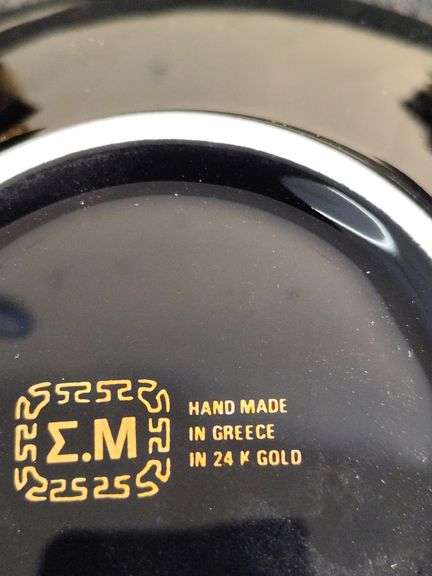 Σ.Μ
HAND MADE
IN GREECE
IN 24 K GOLD